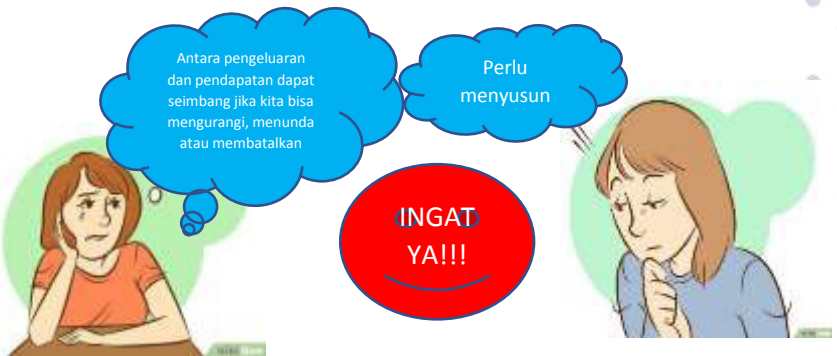 Antara pengeluaran
dan pendapatan dapat
seimbang jika kita bisa
mengurangi, menunda
atau membatalkan
Perlu
menyusun
INGAT
YA!!!